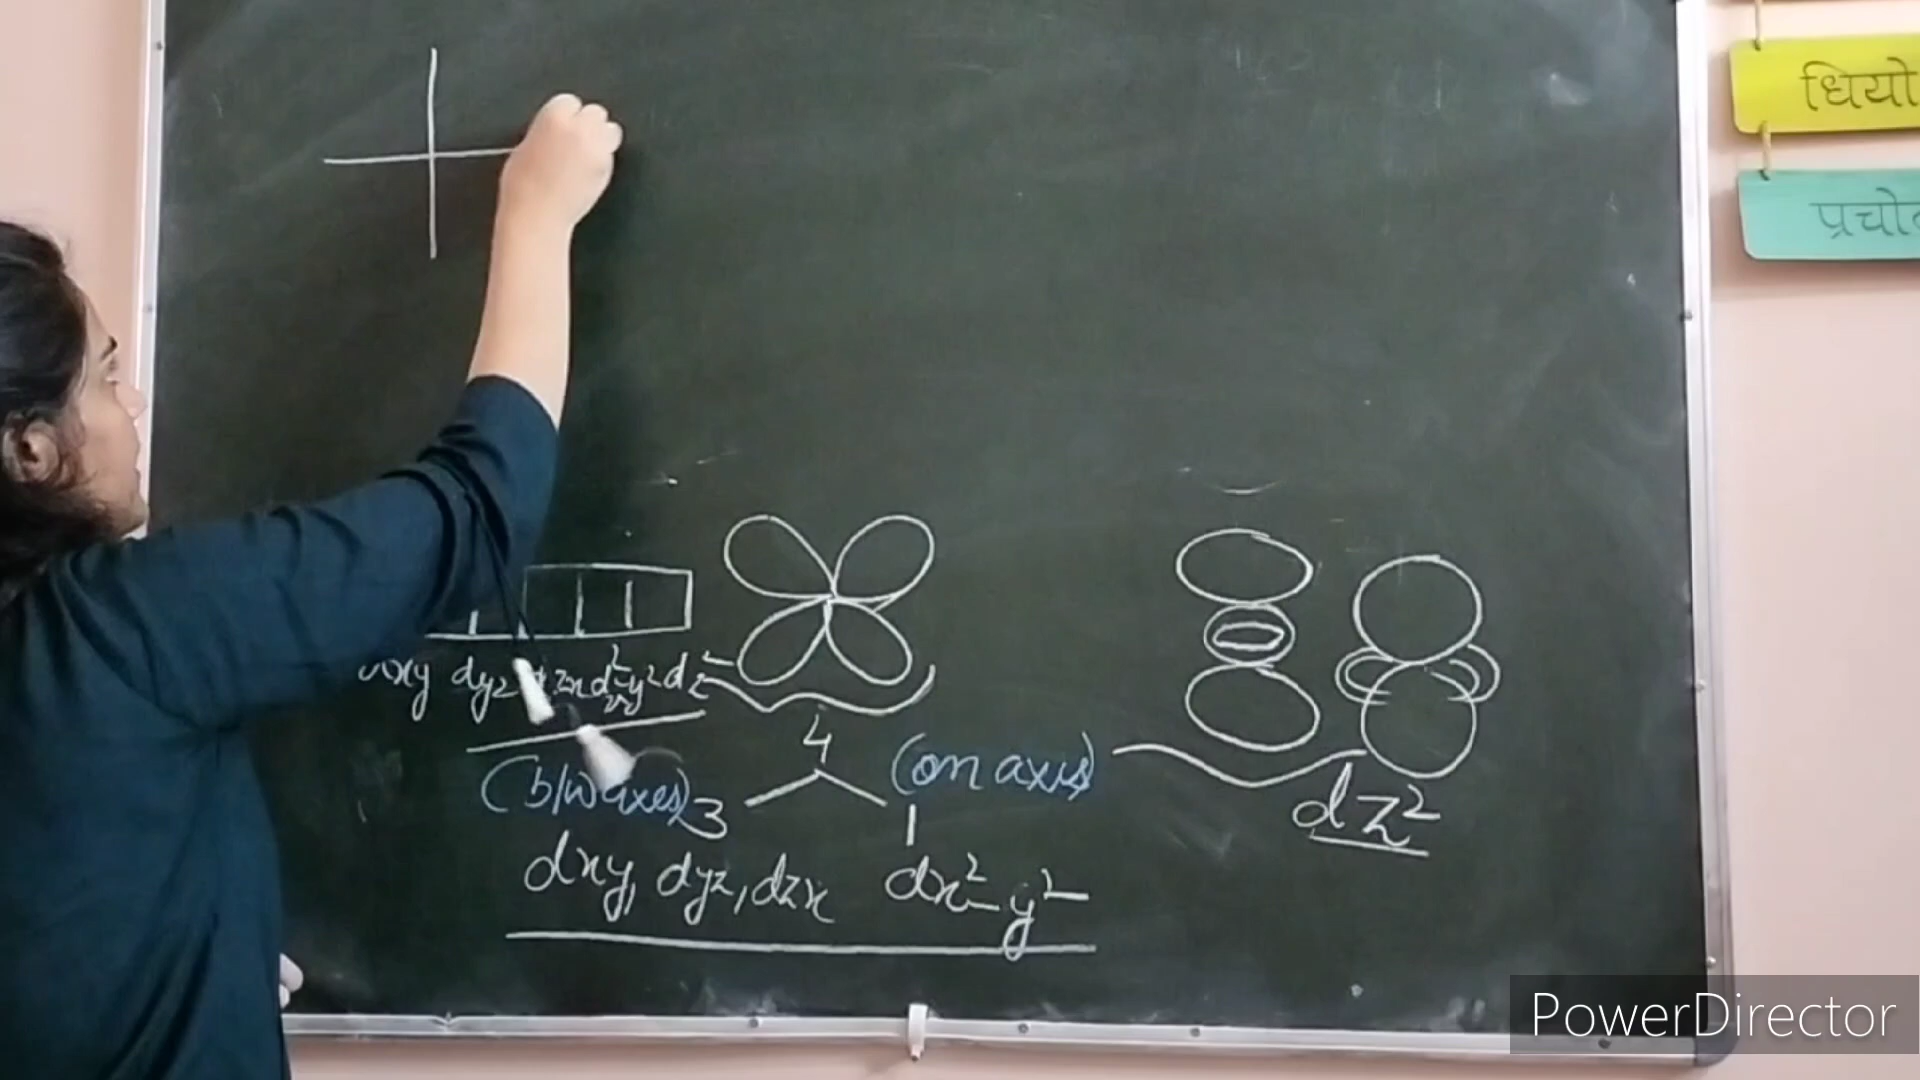 धियो
प्रचो
dxy dyz zx dx²-y² dz²
(b/w axes) 3
4
(on axis)
1
dxy, dyz, dzx
dx²-y²
dz²
PowerDirector